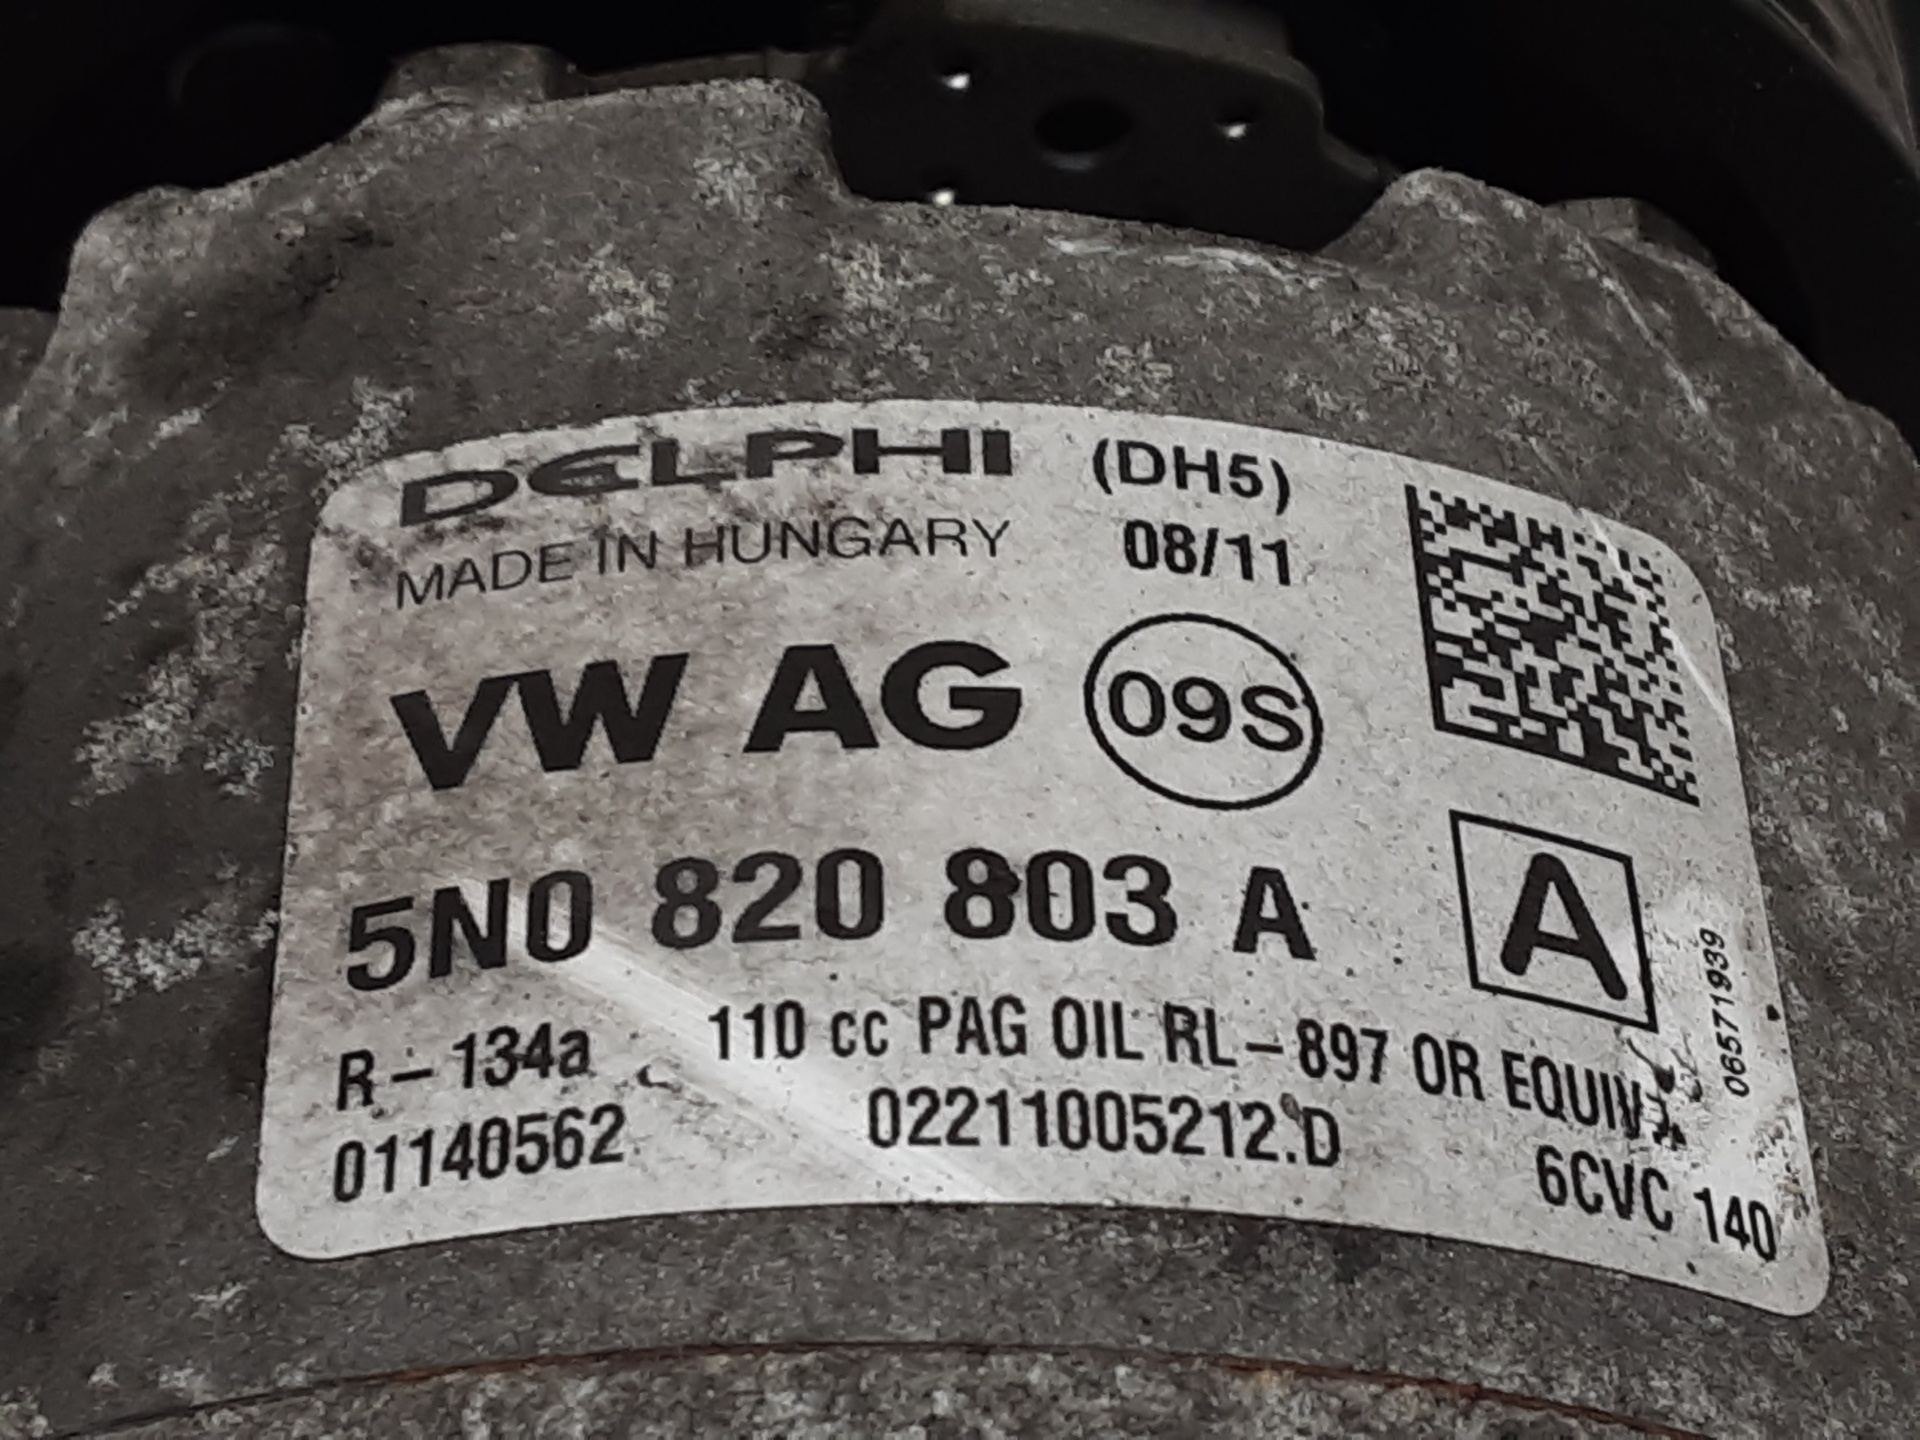 DELPHI (DH5)
MADE IN HUNGARY 08/11
VW AG 09S
5N0 820 803 A A
R-134a 110 cc PAG OIL RL-897 OR EQUIV.
01140562 02211005212.D 6CVC 140
06571939